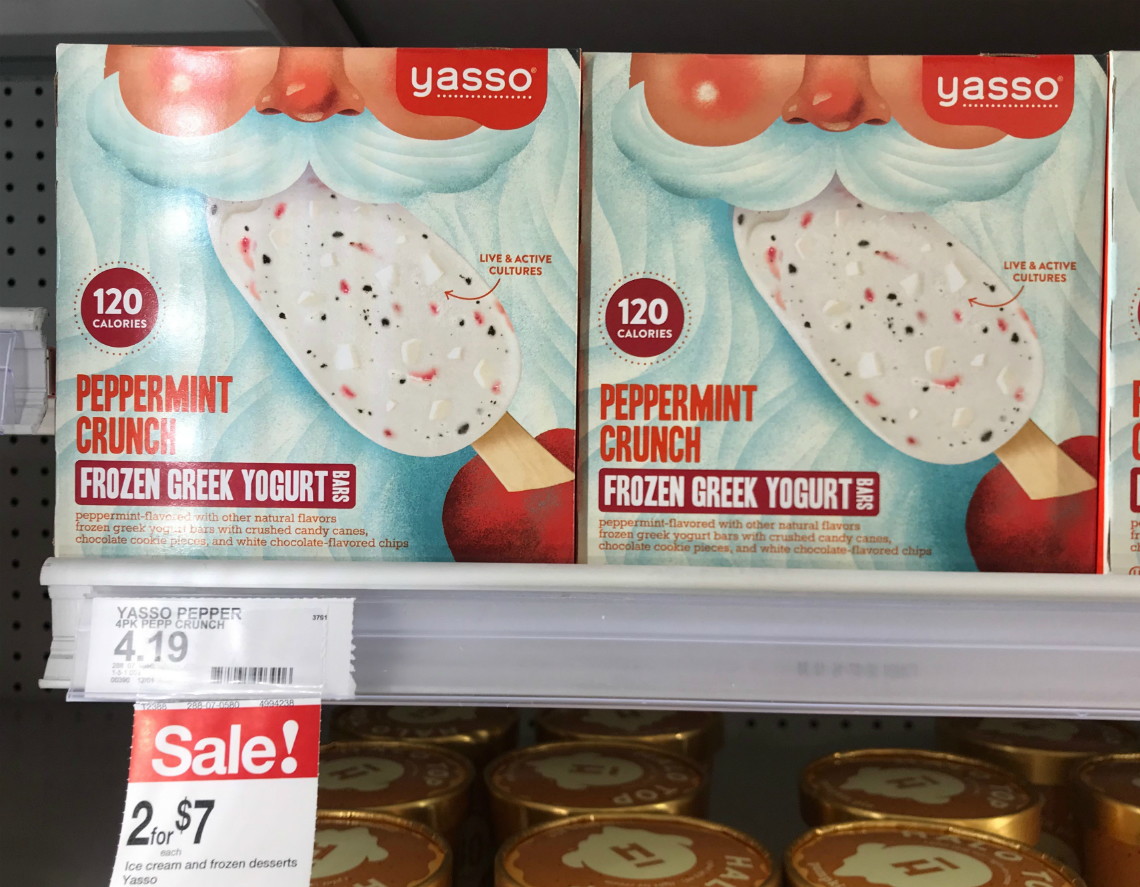 yasso
LIVE & ACTIVE
CULTURES
120
CALORIES
PEPPERMINT
CRUNCH
FROZEN GREEK YOGURT BARS
peppermint-flavored with other natural flavors
frozen greek yogurt bars with crushed candy canes,
chocolate cookie pieces, and white chocolate-flavored chips
yasso
LIVE & ACTIVE
CULTURES
120
CALORIES
PEPPERMINT
CRUNCH
FROZEN GREEK YOGURT BARS
peppermint-flavored with other natural flavors
frozen greek yogurt bars with crushed candy canes,
chocolate cookie pieces, and white chocolate-flavored chips
YASSO PEPPER
4PK PEPP CRUNCH
4.19
Sale!
2 for $7
each
Ice cream and frozen desserts
Yasso
HALO
TOP
HALO
TOP